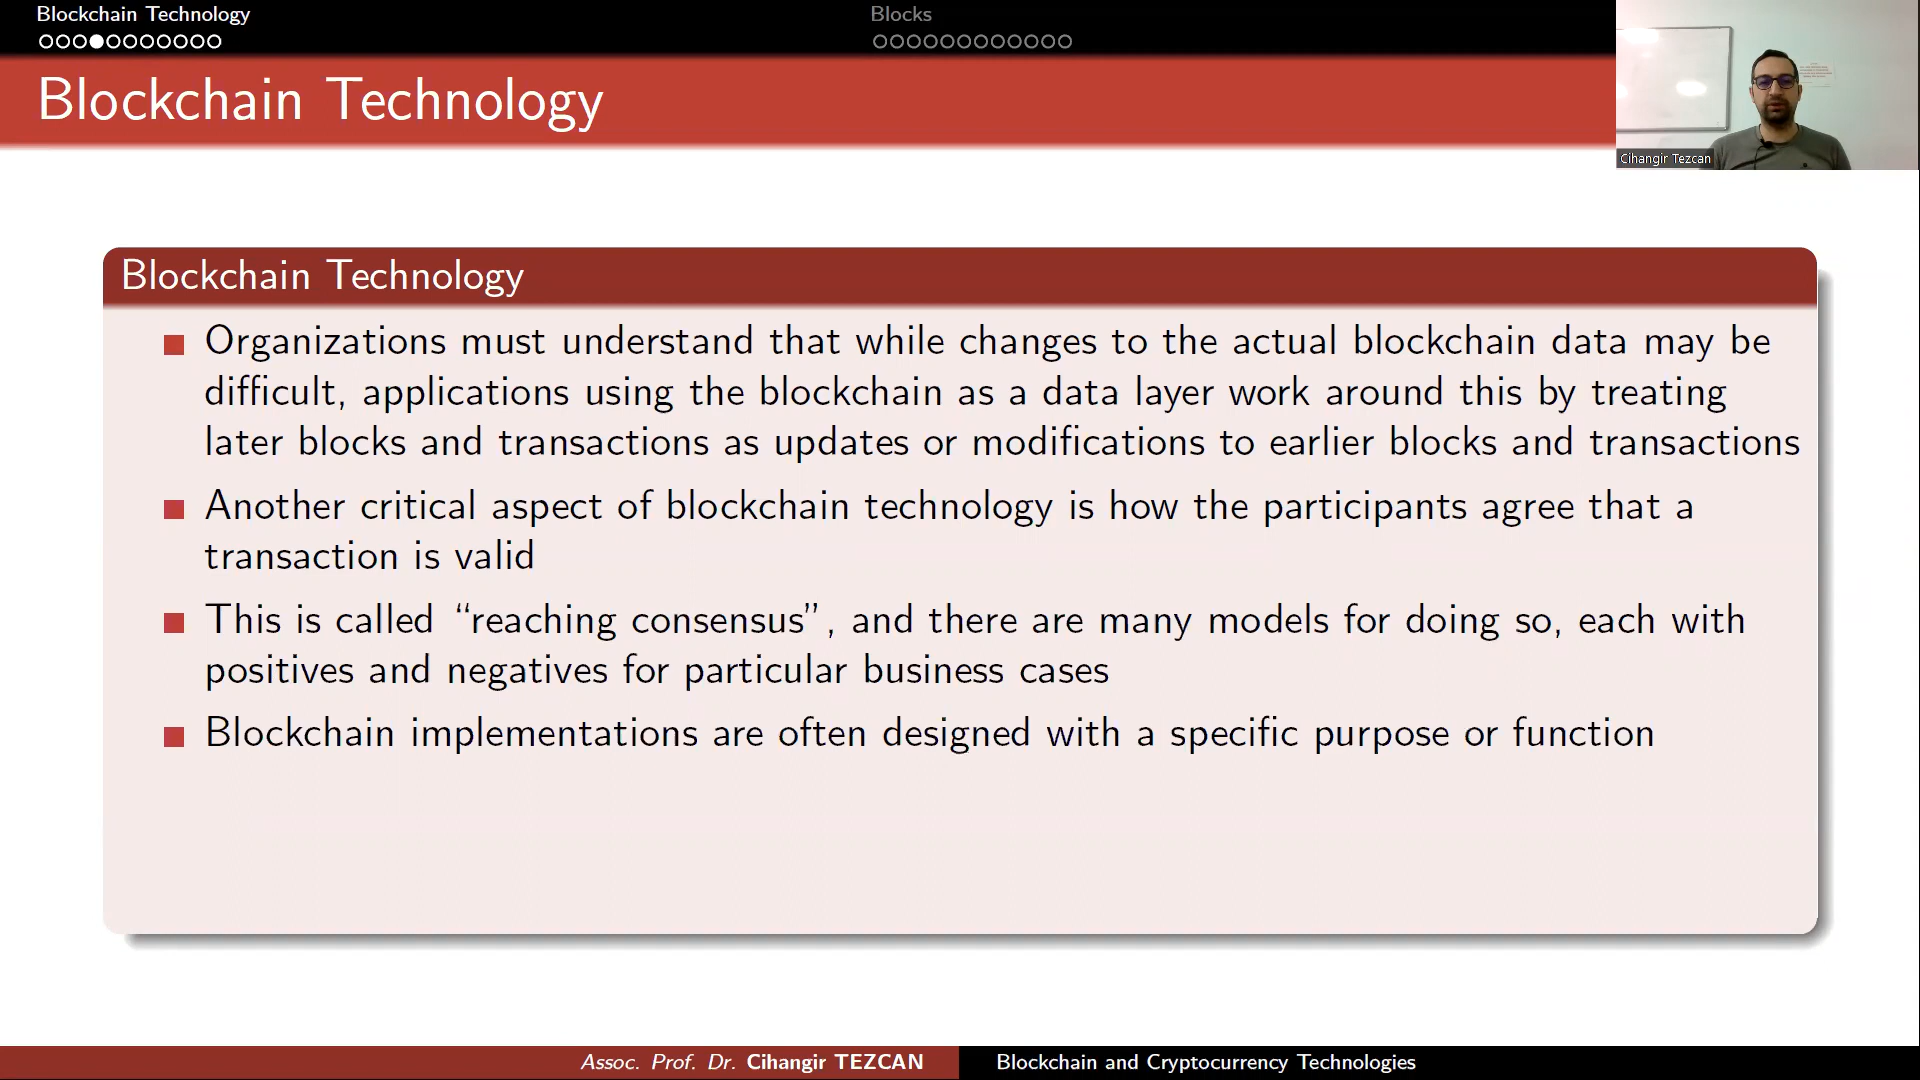 Blockchain Technology
Blocks
Blockchain Technology
Cihangir Tezcan
Blockchain Technology
Organizations must understand that while changes to the actual blockchain data may be
difficult, applications using the blockchain as a data layer work around this by treating
later blocks and transactions as updates or modifications to earlier blocks and transactions
Another critical aspect of blockchain technology is how the participants agree that a
transaction is valid
This is called “reaching consensus”, and there are many models for doing so, each with
positives and negatives for particular business cases
Blockchain implementations are often designed with a specific purpose or function
Assoc. Prof. Dr. Cihangir TEZCAN
Blockchain and Cryptocurrency Technologies